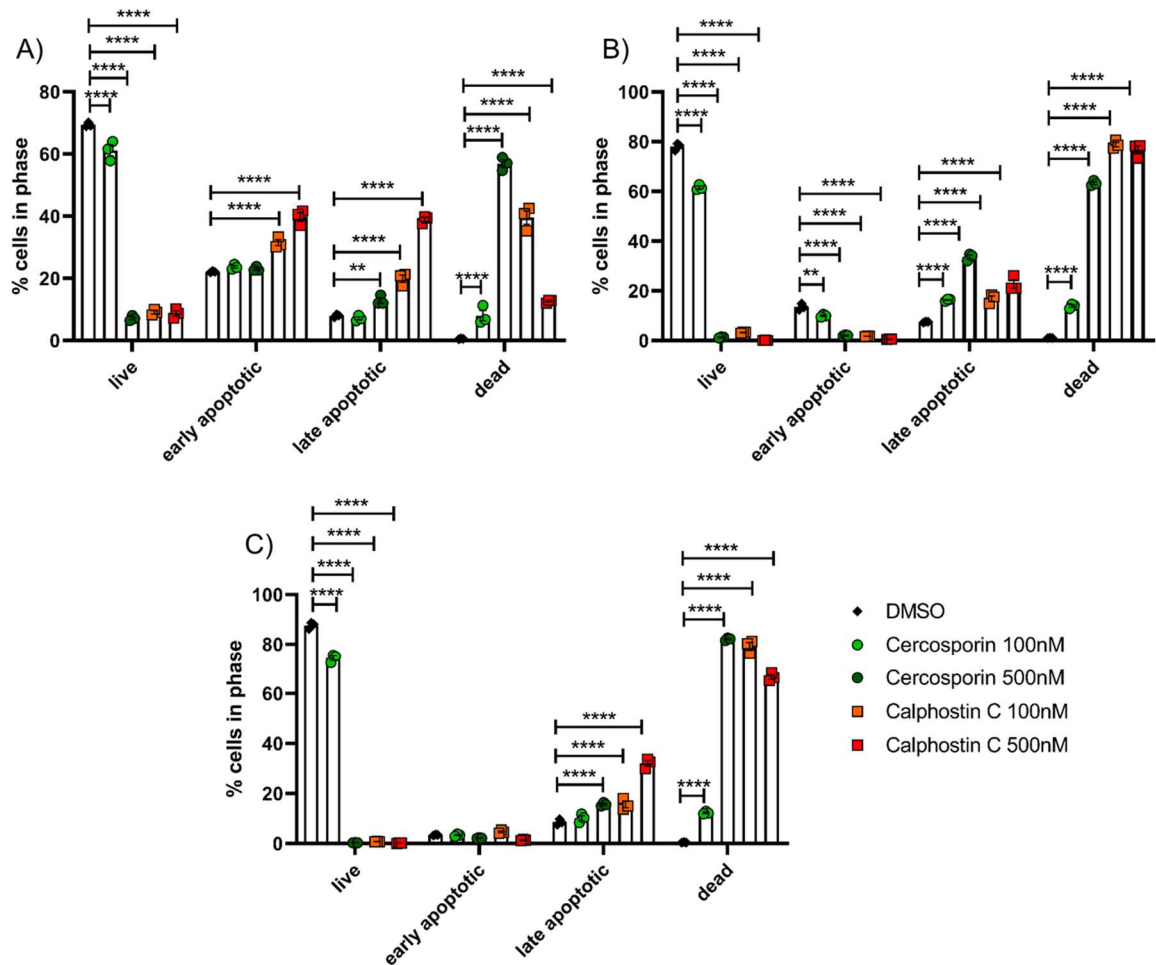 A)
****
****
****
****
% cells in phase
80
60
40
20
0
****
****
****
****
**
****
****
****
****
live
early apoptotic
late apoptotic
dead
B)
****
****
****
****
% cells in phase
100
80
60
40
20
0
****
****
****
**
****
****
****
****
****
****
****
****
live
early apoptotic
late apoptotic
dead
C)
****
****
****
****
% cells in phase
100
80
60
40
20
0
****
****
****
****
****
****
****
live
early apoptotic
late apoptotic
dead
DMSO
Cercosporin 100nM
Cercosporin 500nM
Calphostin C 100nM
Calphostin C 500nM